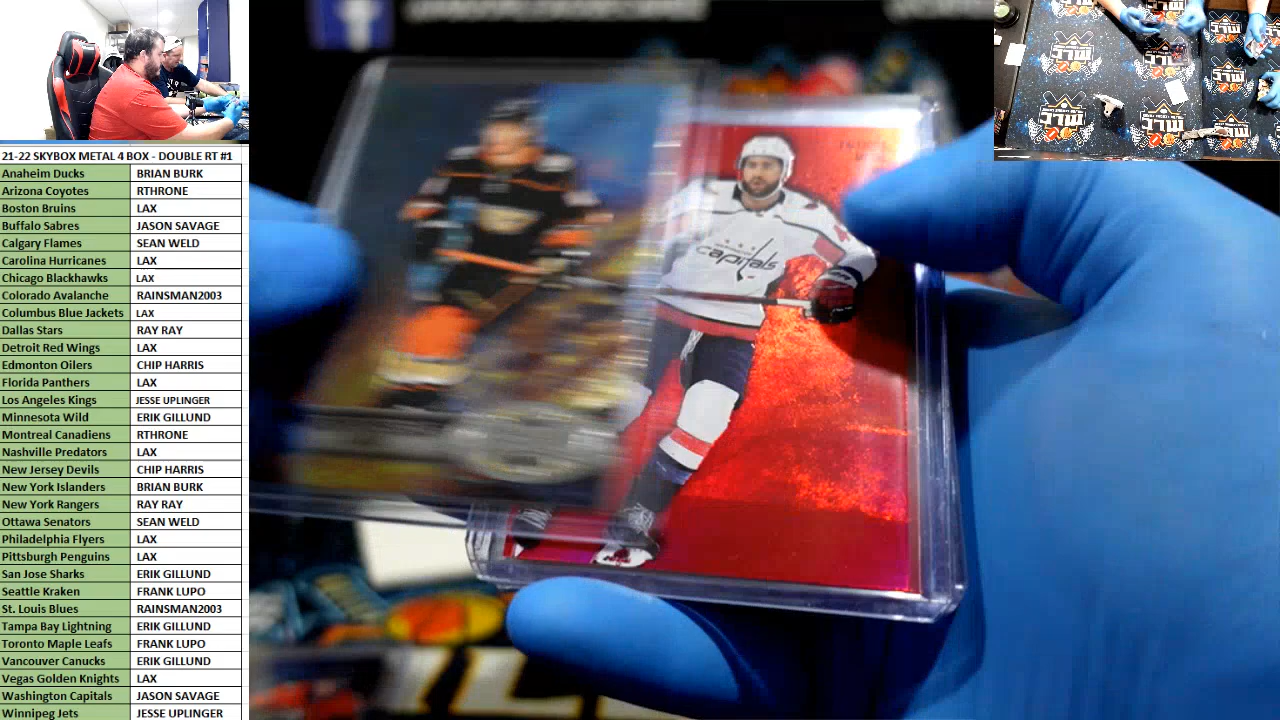 21-22 SKYBOX METAL 4 BOX - DOUBLE RT #1
Anaheim Ducks BRIAN BURK
Arizona Coyotes RTHRONE
Boston Bruins LAX
Buffalo Sabres JASON SAVAGE
Calgary Flames SEAN WELD
Carolina Hurricanes LAX
Chicago Blackhawks LAX
Colorado Avalanche RAINSMAN2003
Columbus Blue Jackets LAX
Dallas Stars RAY RAY
Detroit Red Wings LAX
Edmonton Oilers CHIP HARRIS
Florida Panthers LAX
Los Angeles Kings JESSE UPLINGER
Minnesota Wild ERIK GILLUND
Montreal Canadiens RTHRONE
Nashville Predators LAX
New Jersey Devils CHIP HARRIS
New York Islanders BRIAN BURK
New York Rangers RAY RAY
Ottawa Senators SEAN WELD
Philadelphia Flyers LAX
Pittsburgh Penguins LAX
San Jose Sharks ERIK GILLUND
Seattle Kraken FRANK LUPO
St. Louis Blues RAINSMAN2003
Tampa Bay Lightning ERIK GILLUND
Toronto Maple Leafs FRANK LUPO
Vancouver Canucks ERIK GILLUND
Vegas Golden Knights LAX
Washington Capitals JASON SAVAGE
Winnipeg Jets JESSE UPLINGER
capitals